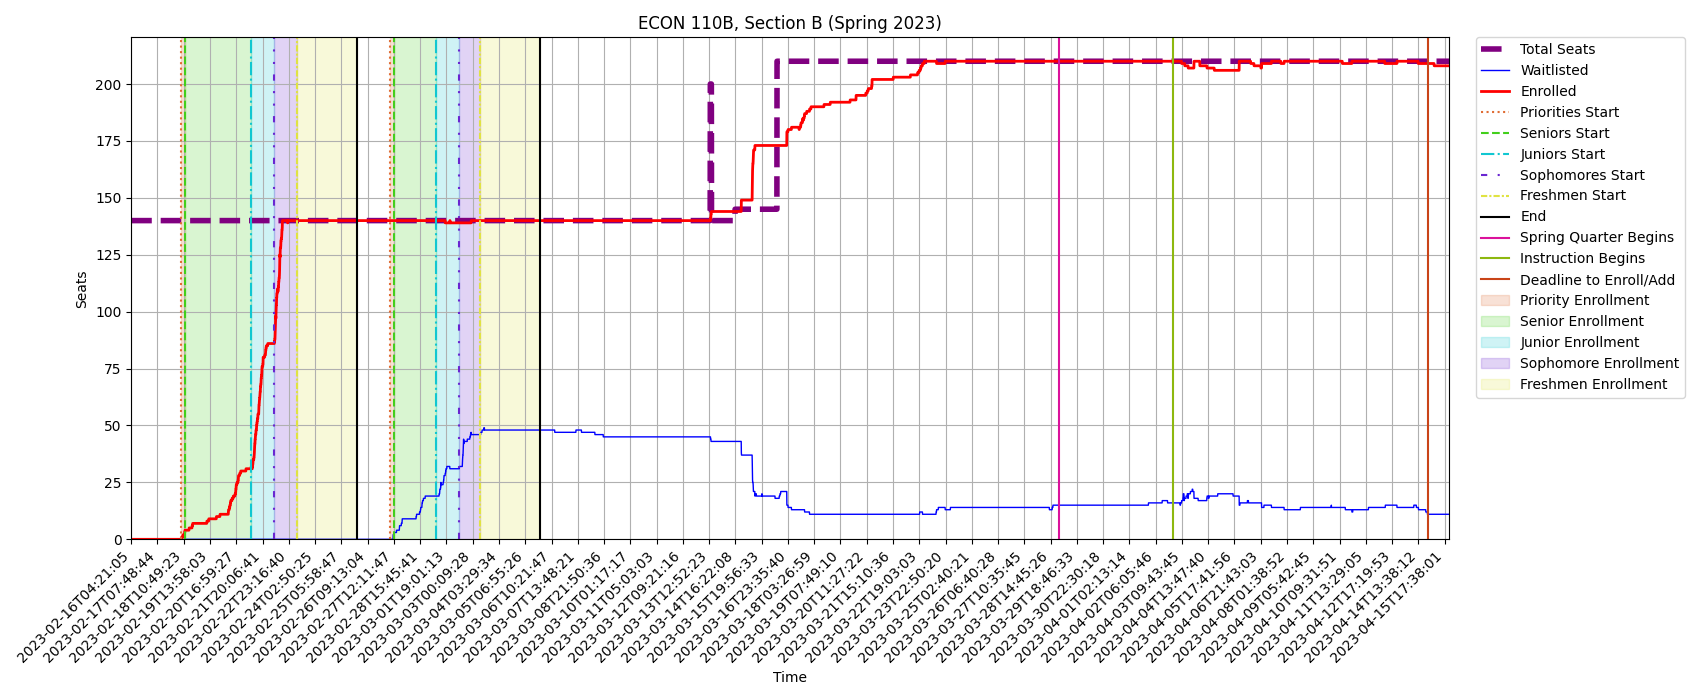 ECON 110B, Section B (Spring 2023)
Seats
200
175
150
125
100
75
50
25
0
2023-02-16T04:21:05
2023-02-17T07:48:44
2023-02-18T10:49:23
2023-02-19T13:58:03
2023-02-20T16:59:27
2023-02-21T20:06:41
2023-02-22T23:16:40
2023-02-24T02:50:25
2023-02-25T05:58:47
2023-02-26T09:13:04
2023-02-27T12:11:47
2023-02-28T15:45:41
2023-03-01T19:01:13
2023-03-03T00:09:28
2023-03-04T03:29:34
2023-03-05T06:55:26
2023-03-06T10:21:47
2023-03-07T13:48:21
2023-03-08T21:50:36
2023-03-10T01:17:17
2023-03-11T05:03:03
2023-03-12T09:21:16
2023-03-13T12:52:23
2023-03-14T16:22:08
2023-03-15T19:56:33
2023-03-16T23:35:40
2023-03-18T03:26:59
2023-03-19T07:49:10
2023-03-20T11:27:22
2023-03-21T15:10:36
2023-03-22T19:03:03
2023-03-23T22:50:20
2023-03-25T02:40:21
2023-03-26T06:40:28
2023-03-27T10:35:45
2023-03-28T14:45:26
2023-03-29T18:46:33
2023-03-30T22:30:18
2023-04-01T02:13:14
2023-04-02T06:05:46
2023-04-03T09:43:45
2023-04-04T13:47:40
2023-04-05T17:41:56
2023-04-06T21:43:03
2023-04-08T01:38:52
2023-04-09T05:42:45
2023-04-10T09:31:51
2023-04-11T13:29:05
2023-04-12T17:19:53
2023-04-14T13:38:12
2023-04-15T17:38:01
Time
Total Seats
Waitlisted
Enrolled
Priorities Start
Seniors Start
Juniors Start
Sophomores Start
Freshmen Start
End
Spring Quarter Begins
Instruction Begins
Deadline to Enroll/Add
Priority Enrollment
Senior Enrollment
Junior Enrollment
Sophomore Enrollment
Freshmen Enrollment